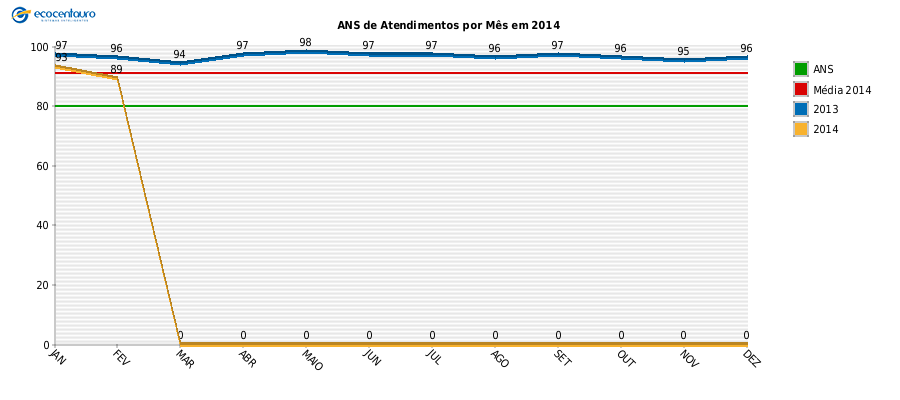 ecocentauro
ANS de Atendimentos por Mês em 2014
100
80
60
40
20
0
97 96 94 97 98 97 97 96 97 96 95 96
93 89 0 0 0 0 0 0 0 0 0 0
JAN FEV MAR ABR MAIO JUN JUL AGO SET OUT NOV DEZ
ANS
Média 2014
2013
2014